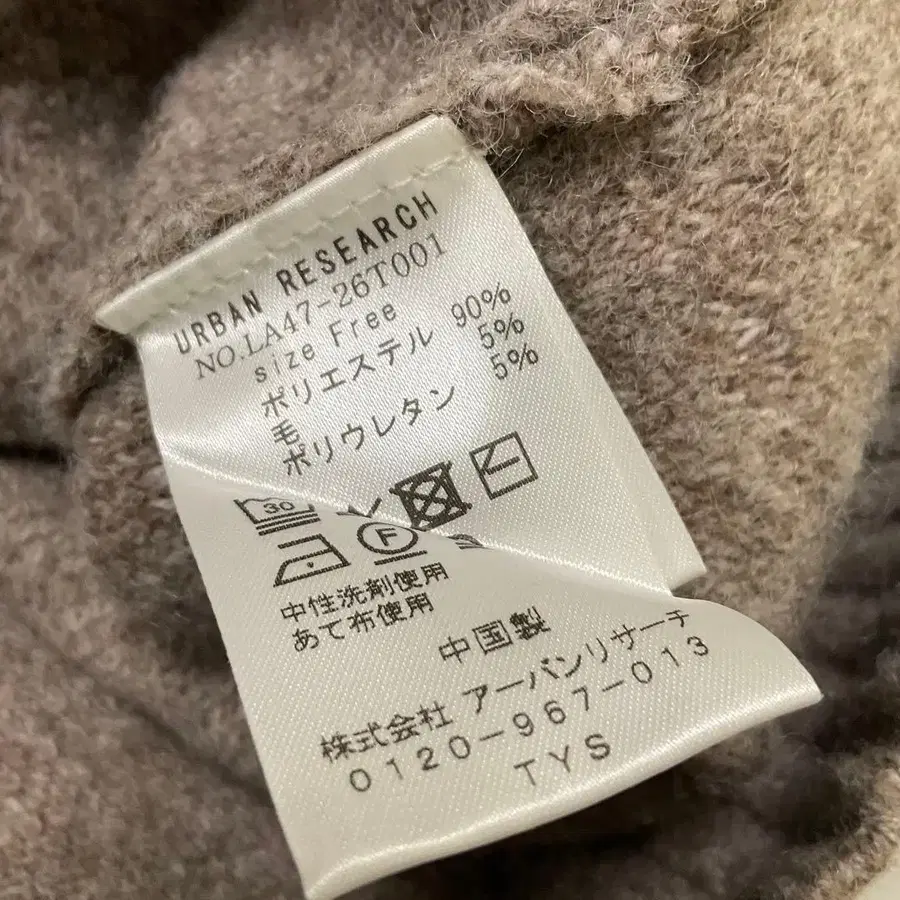 URBAN RESEARCH
NO.LA47-26T001
size Free
ポリエステル 90%
毛 5%
ポリウレタン 5%
30
F
中性洗剤使用
あて布使用
中国製
株式会社 アーバンリサーチ
0120-967-013
TYS